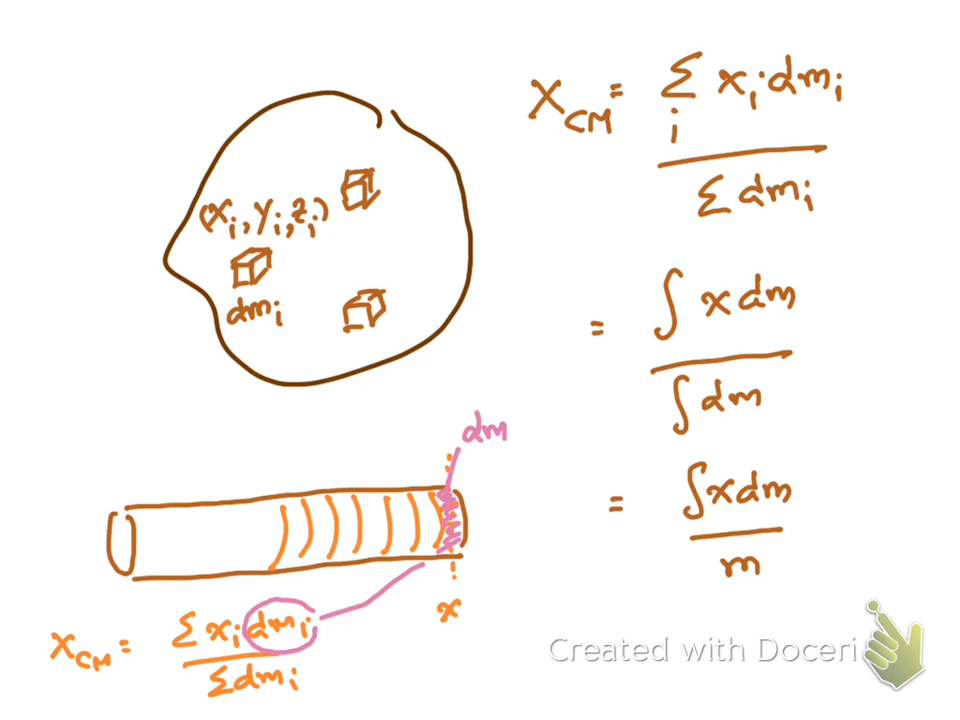 X_CM = Σ_i x_i dm_i
Σ dm_i
= ∫ x dm
∫ dm
= ∫ x dm
m
(x_i, y_i, z_i)
dm_i
dm
x
X_CM = Σ x_i dm_i
Σ dm_i
Created with Doceri